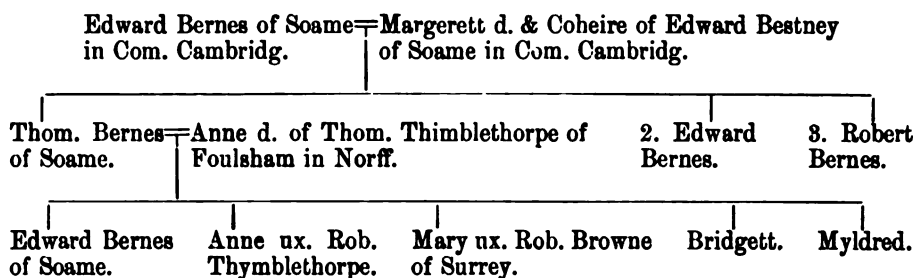 Edward Bernes of Soame
in Com. Cambridg.
Margerett d. & Coheire of Edward Bestney
of Soame in Com. Cambridg.
Thom. Bernes
of Soame.
Anne d. of Thom. Thimblethorpe of
Foulsham in Norff.
2. Edward
Bernes.
3. Robert
Bernes.
Edward Bernes
of Soame.
Anne ux. Rob.
Thymblethorpe.
Mary ux. Rob. Browne
of Surrey.
Bridgett.
Myldred.